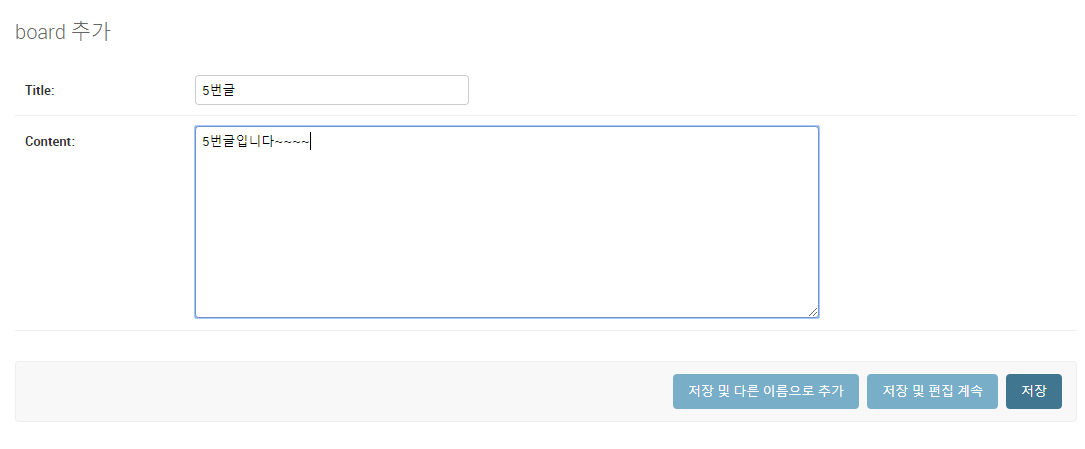 board 추가
Title:
5번글
Content:
5번글입니다~~~~
저장 및 다른 이름으로 추가
저장 및 편집 계속
저장